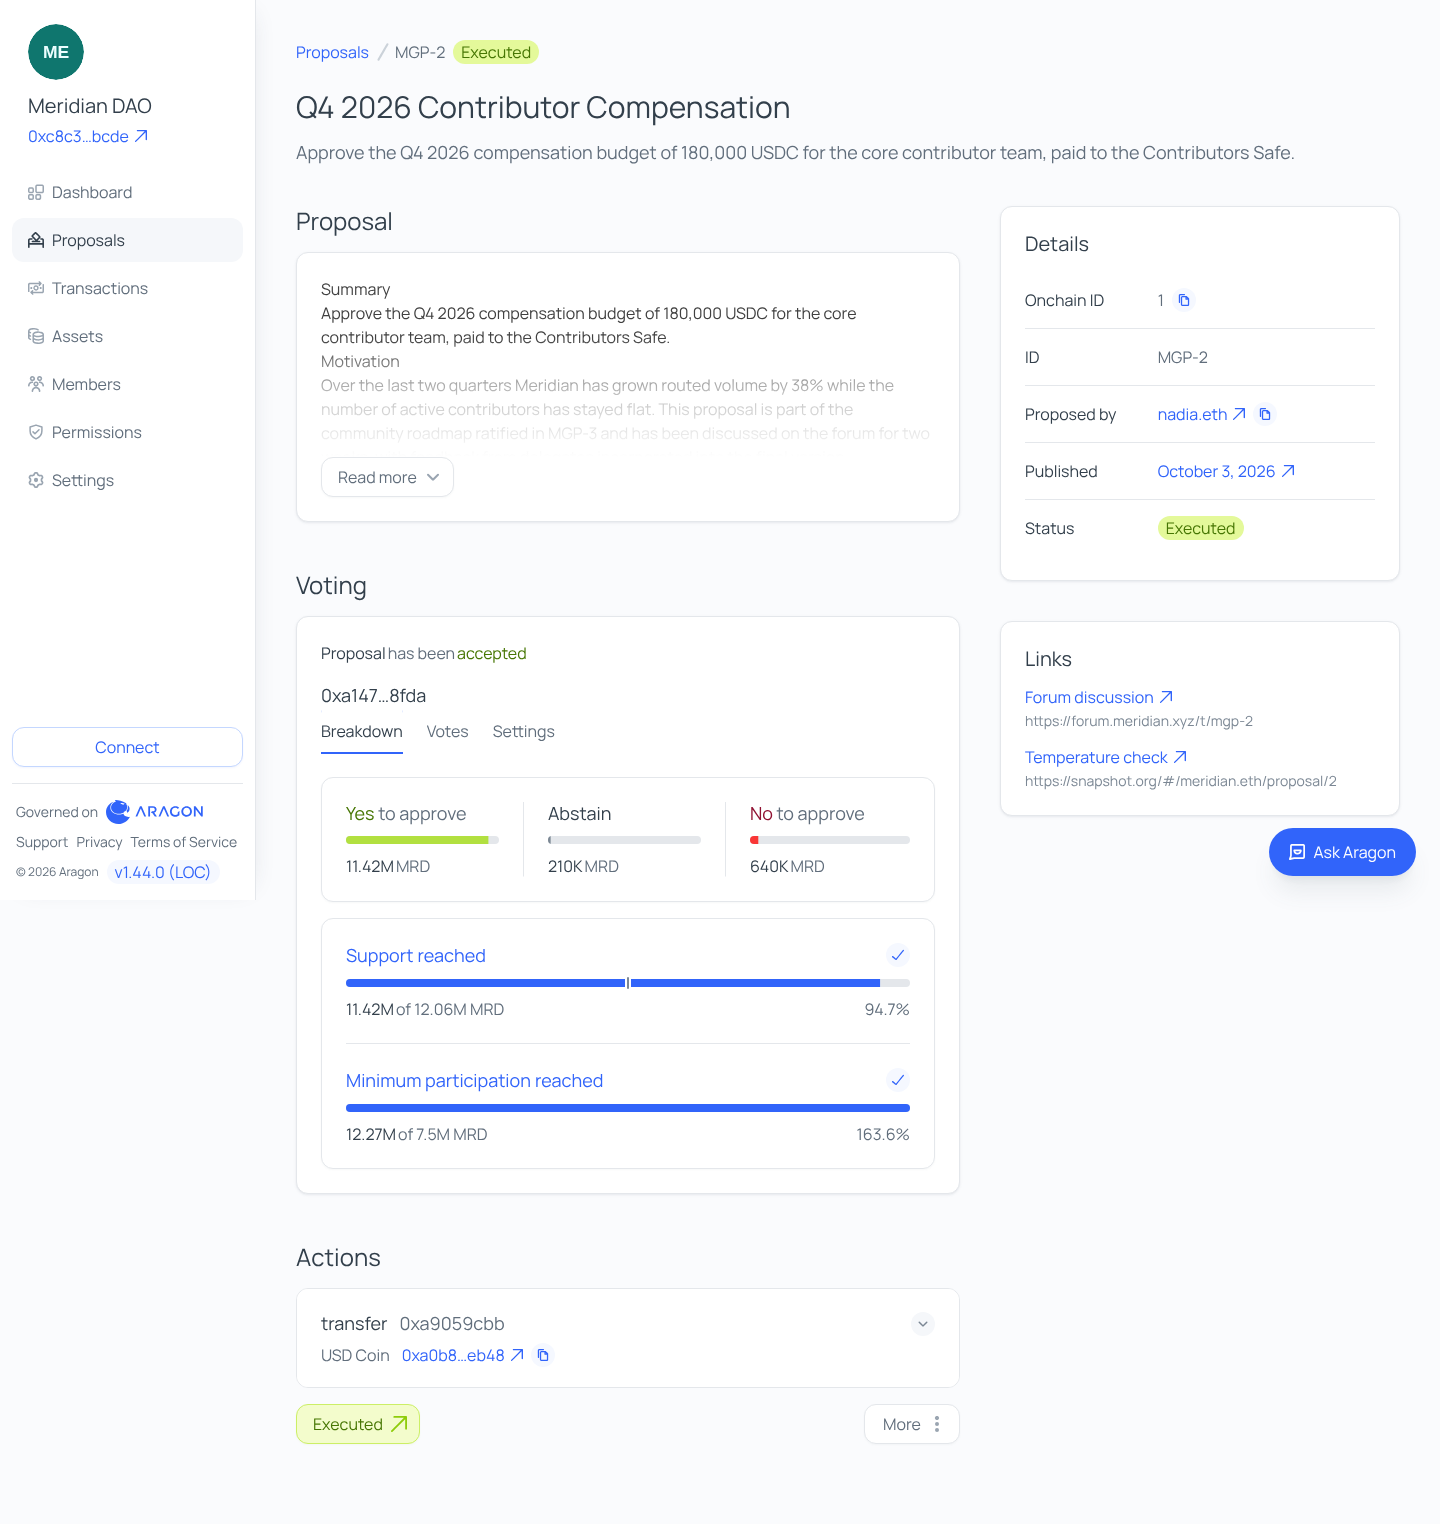 ME
Meridian DAO
0xc8c3...bcde
Dashboard
Proposals
Transactions
Assets
Members
Permissions
Settings
Connect
Governed on ARAGON
Support Privacy Terms of Service
© 2026 Aragon v1.44.0 (LOC)
Proposals / MGP-2 Executed
Q4 2026 Contributor Compensation
Approve the Q4 2026 compensation budget of 180,000 USDC for the core contributor team, paid to the Contributors Safe.
Proposal
Summary
Approve the Q4 2026 compensation budget of 180,000 USDC for the core
contributor team, paid to the Contributors Safe.
Motivation
Over the last two quarters Meridian has grown routed volume by 38% while the
number of active contributors has stayed flat. This proposal is part of the
community roadmap ratified in MGP-3 and has been discussed on the forum for two
Read more
Voting
Proposal has been accepted
0xa147...8fda
Breakdown Votes Settings
Yes to approve
11.42M MRD
Abstain
210K MRD
No to approve
640K MRD
Support reached
11.42M of 12.06M MRD 94.7%
Minimum participation reached
12.27M of 7.5M MRD 163.6%
Actions
transfer 0xa9059cbb
USD Coin 0xa0b8...eb48
Executed
More
Details
Onchain ID 1
ID MGP-2
Proposed by nadia.eth
Published October 3, 2026
Status Executed
Links
Forum discussion
https://forum.meridian.xyz/t/mgp-2
Temperature check
https://snapshot.org/#/meridian.eth/proposal/2
Ask Aragon